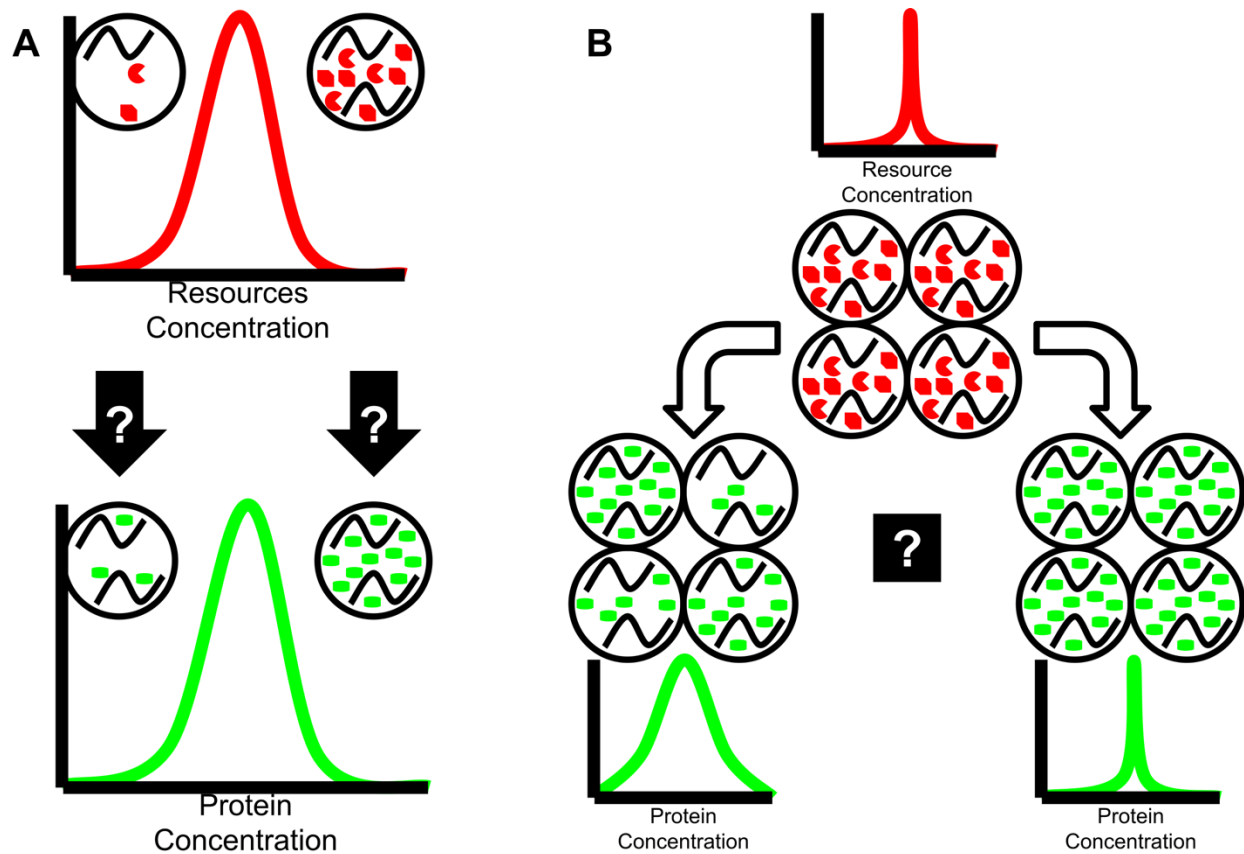 A
Resources
Concentration
?
?
Protein
Concentration
B
Resource
Concentration
?
Protein
Concentration
Protein
Concentration